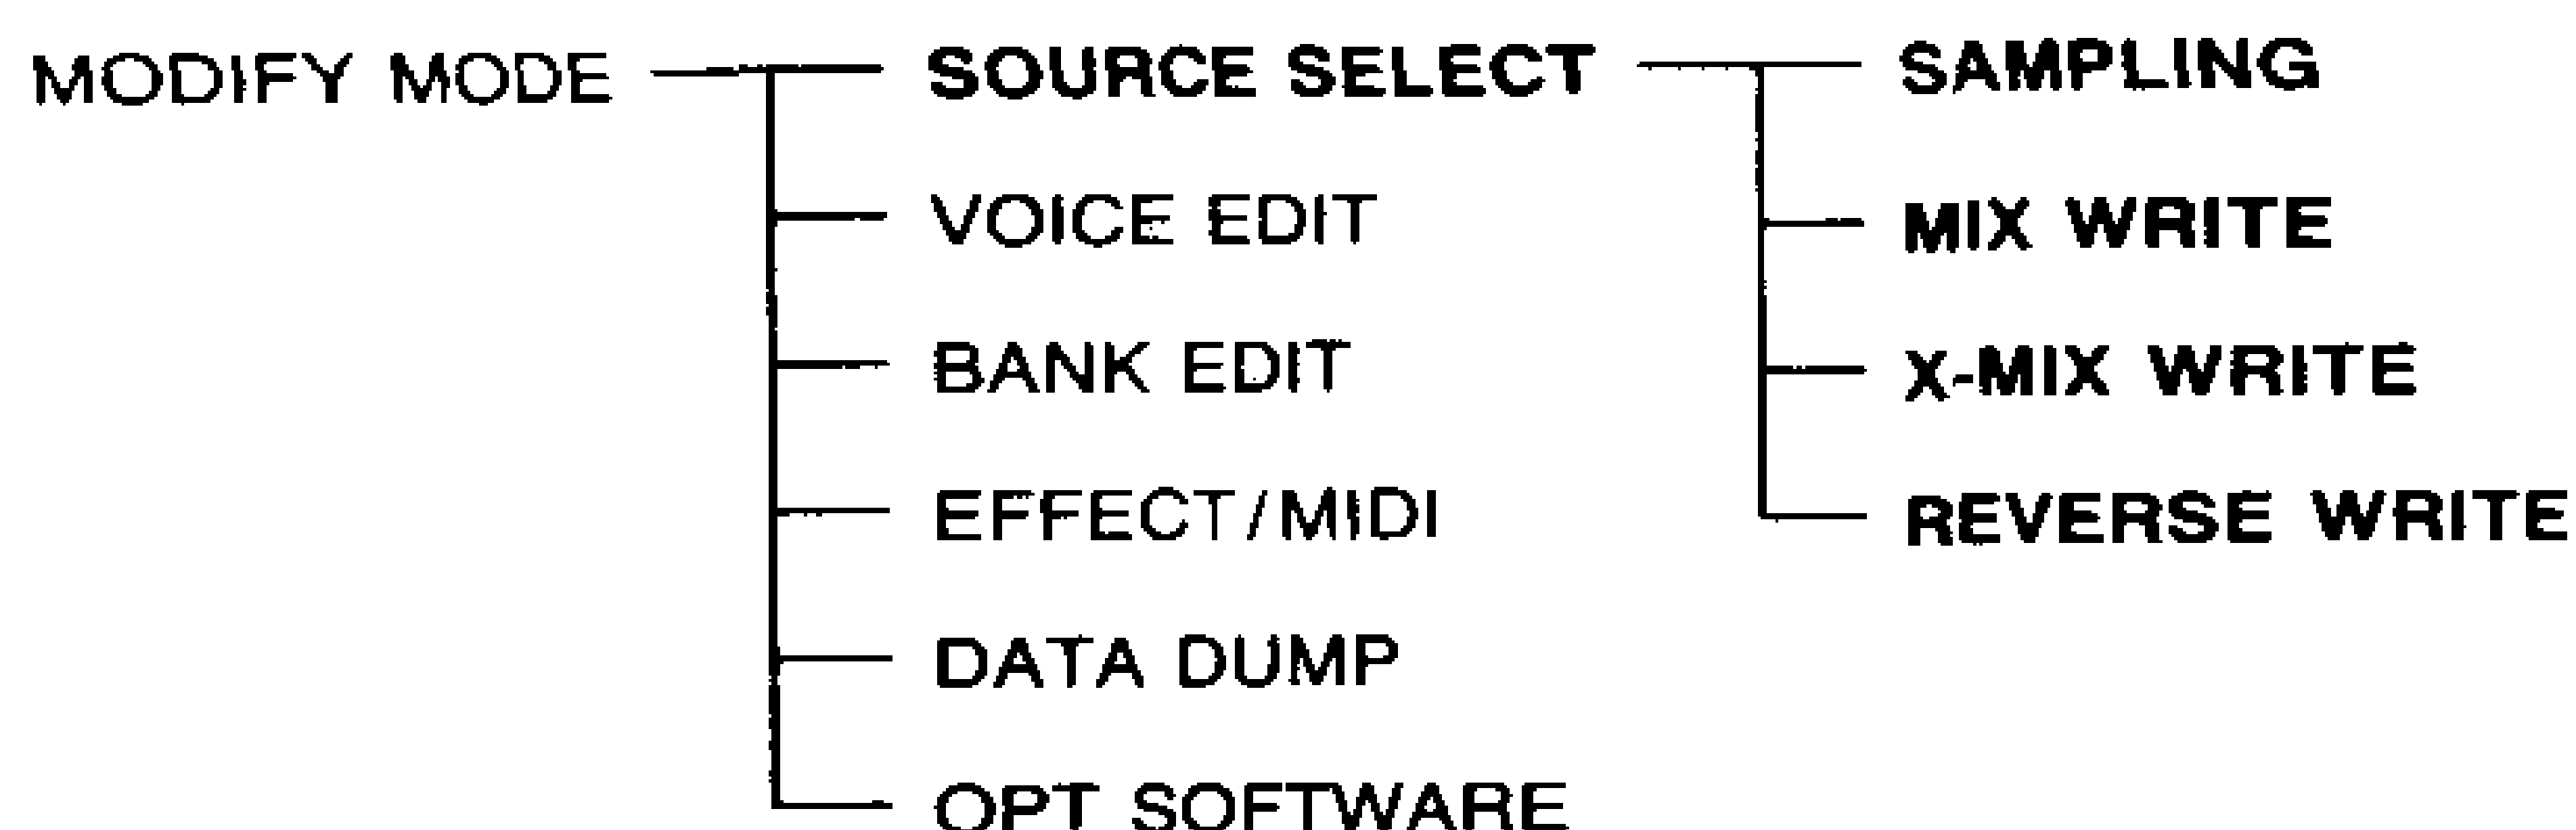 MODIFY MODE
SOURCE SELECT
SAMPLING
VOICE EDIT
MIX WRITE
BANK EDIT
X-MIX WRITE
EFFECT/MIDI
REVERSE WRITE
DATA DUMP
OPT SOFTWARE